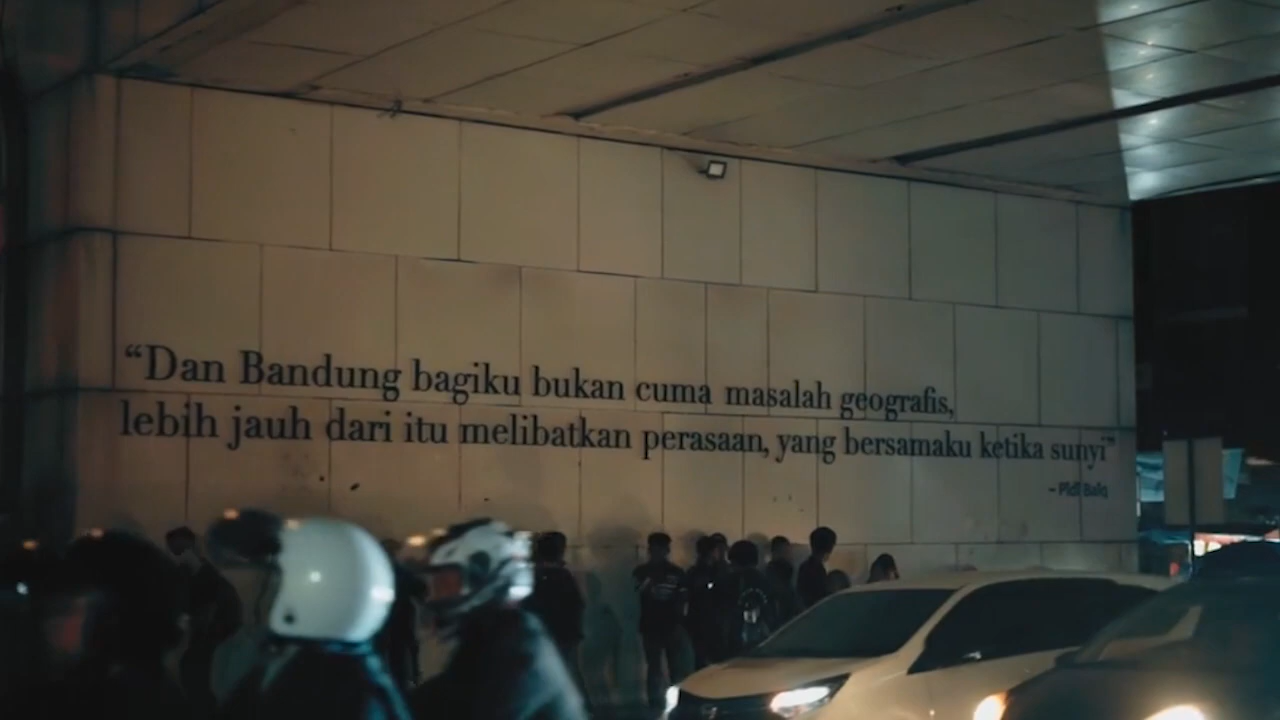 “Dan Bandung bagiku bukan cuma masalah geografis,
lebih jauh dari itu melibatkan perasaan, yang bersamaku ketika sunyi”
- Pidi Baiq